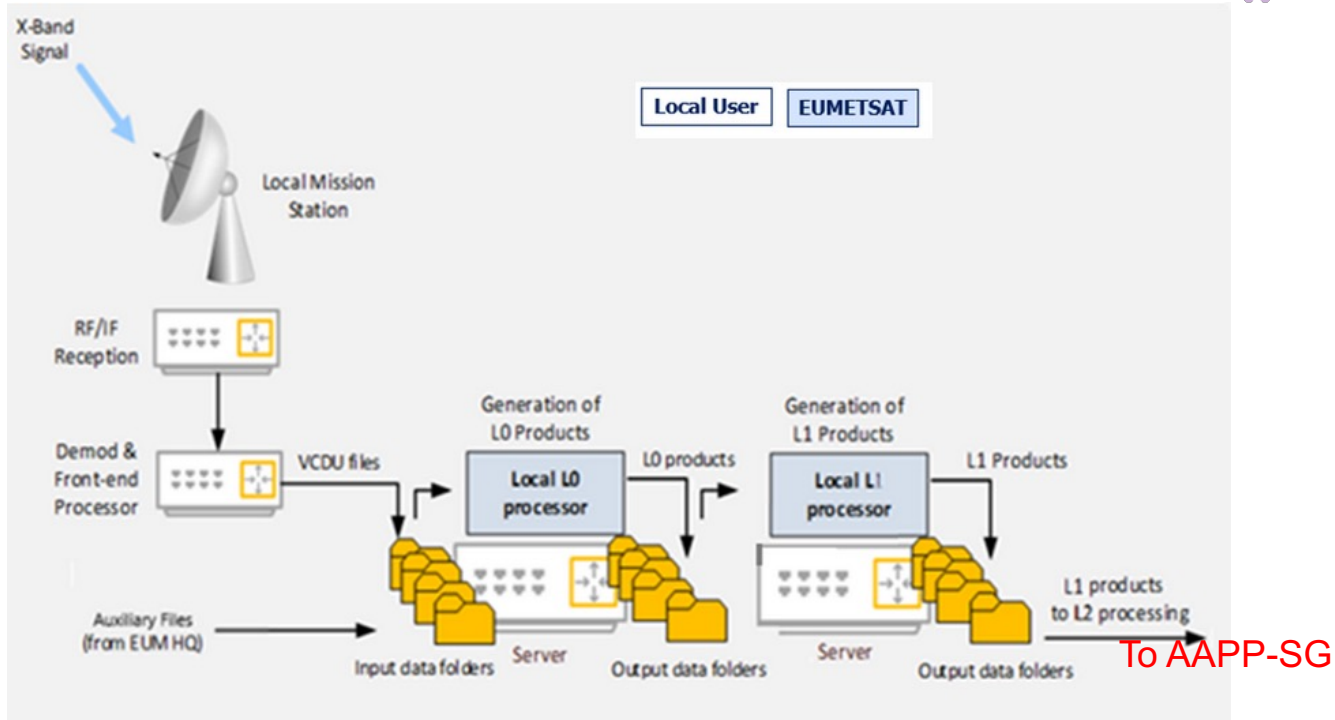 X-Band
Signal
Local User
EUMETSAT
Local Mission
Station
RF/IF
Reception
Demod &
Front-end
Processor
VCDU files
Generation of
L0 Products
Local L0
processor
L0 products
Generation of
L1 Products
Local L1
processor
L1 Products
Auxiliary Files
(from EUM HQ)
Input data folders
Server
Output data folders
Server
Output data folders
L1 products
to L2 processing
To AAPP-SG